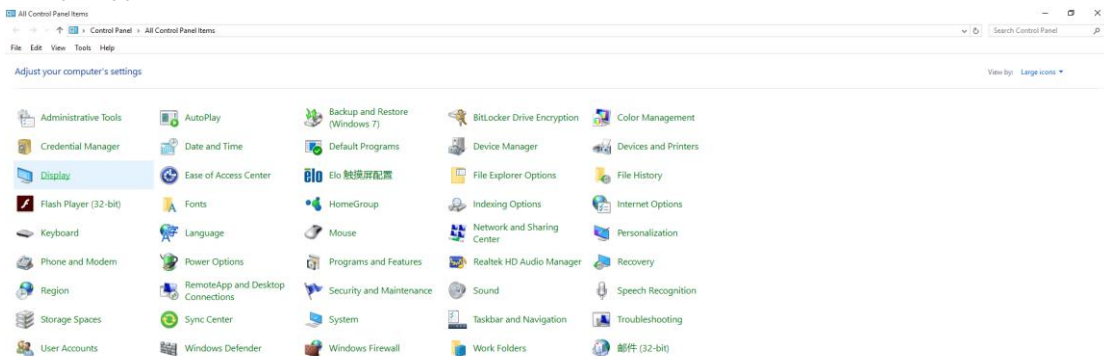 All Control Panel Items
Control Panel > All Control Panel Items
Search Control Panel
File Edit View Tools Help
Adjust your computer's settings
View by: Large icons
Administrative Tools
AutoPlay
Backup and Restore
(Windows 7)
BitLocker Drive Encryption
Color Management
Credential Manager
Date and Time
Default Programs
Device Manager
Devices and Printers
Display
Ease of Access Center
elo
Elo 触摸屏配置
File Explorer Options
File History
Flash Player (32-bit)
Fonts
HomeGroup
Indexing Options
Internet Options
Keyboard
Language
Mouse
Network and Sharing
Center
Personalization
Phone and Modem
Power Options
Programs and Features
Realtek HD Audio Manager
Recovery
Region
RemoteApp and Desktop
Connections
Security and Maintenance
Sound
Speech Recognition
Storage Spaces
Sync Center
System
Taskbar and Navigation
Troubleshooting
User Accounts
Windows Defender
Windows Firewall
Work Folders
邮件 (32-bit)